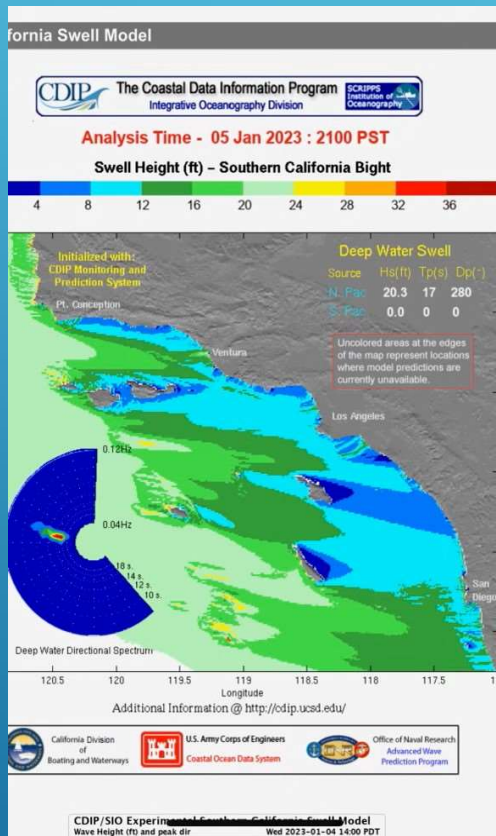 fornia Swell Model
CDIP
The Coastal Data Information Program
Integrative Oceanography Division
SCRIPPS
Institution of
Oceanography
Analysis Time - 05 Jan 2023 : 2100 PST
Swell Height (ft) – Southern California Bight
4 8 12 16 20 24 28 32 36
Initialized with:
CDIP Monitoring and
Prediction System
Deep Water Swell
Source Hs(ft) Tp(s) Dp(°)
N. Pac 20.3 17 280
S. Pac 0.0 0 0
Uncolored areas at the edges
of the map represent locations
where model predictions are
currently unavailable.
Pt. Conception
Ventura
Los Angeles
San
Diego
0.12Hz
0.04Hz
18 s.
14 s.
12 s.
10 s.
Deep Water Directional Spectrum
120.5 120 119.5 119 118.5 118 117.5
Longitude
Additional Information @ http://cdip.ucsd.edu/
California Division
of
Boating and Waterways
U.S. Army Corps of Engineers
Coastal Ocean Data System
Office of Naval Research
Advanced Wave
Prediction Program
CDIP/SIO Experimental Southern California Swell Model
Wave Height (ft) and peak dir Wed 2023-01-04 14:00 PDT